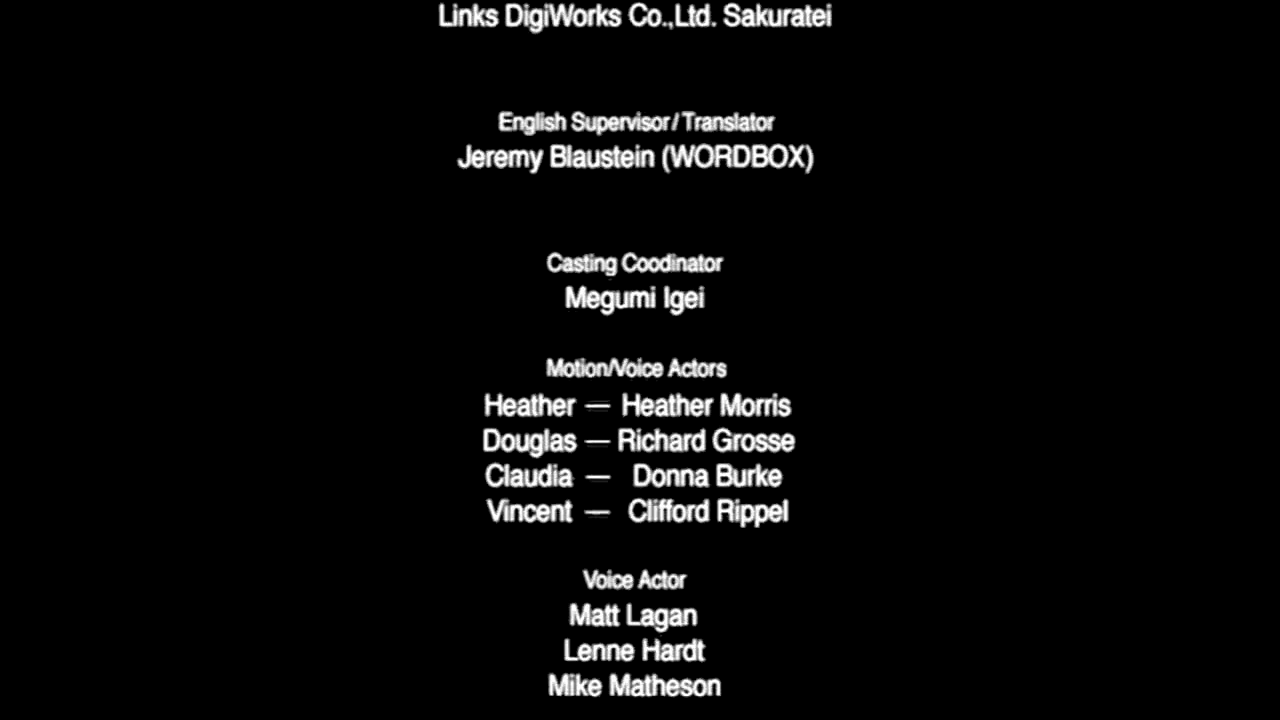 Links DigiWorks Co.,Ltd. Sakuratei
English Supervisor/Translator
Jeremy Blaustein (WORDBOX)
Casting Coodinator
Megumi Igei
Motion/Voice Actors
Heather — Heather Morris
Douglas — Richard Grosse
Claudia — Donna Burke
Vincent — Clifford Rippel
Voice Actor
Matt Lagan
Lenne Hardt
Mike Matheson